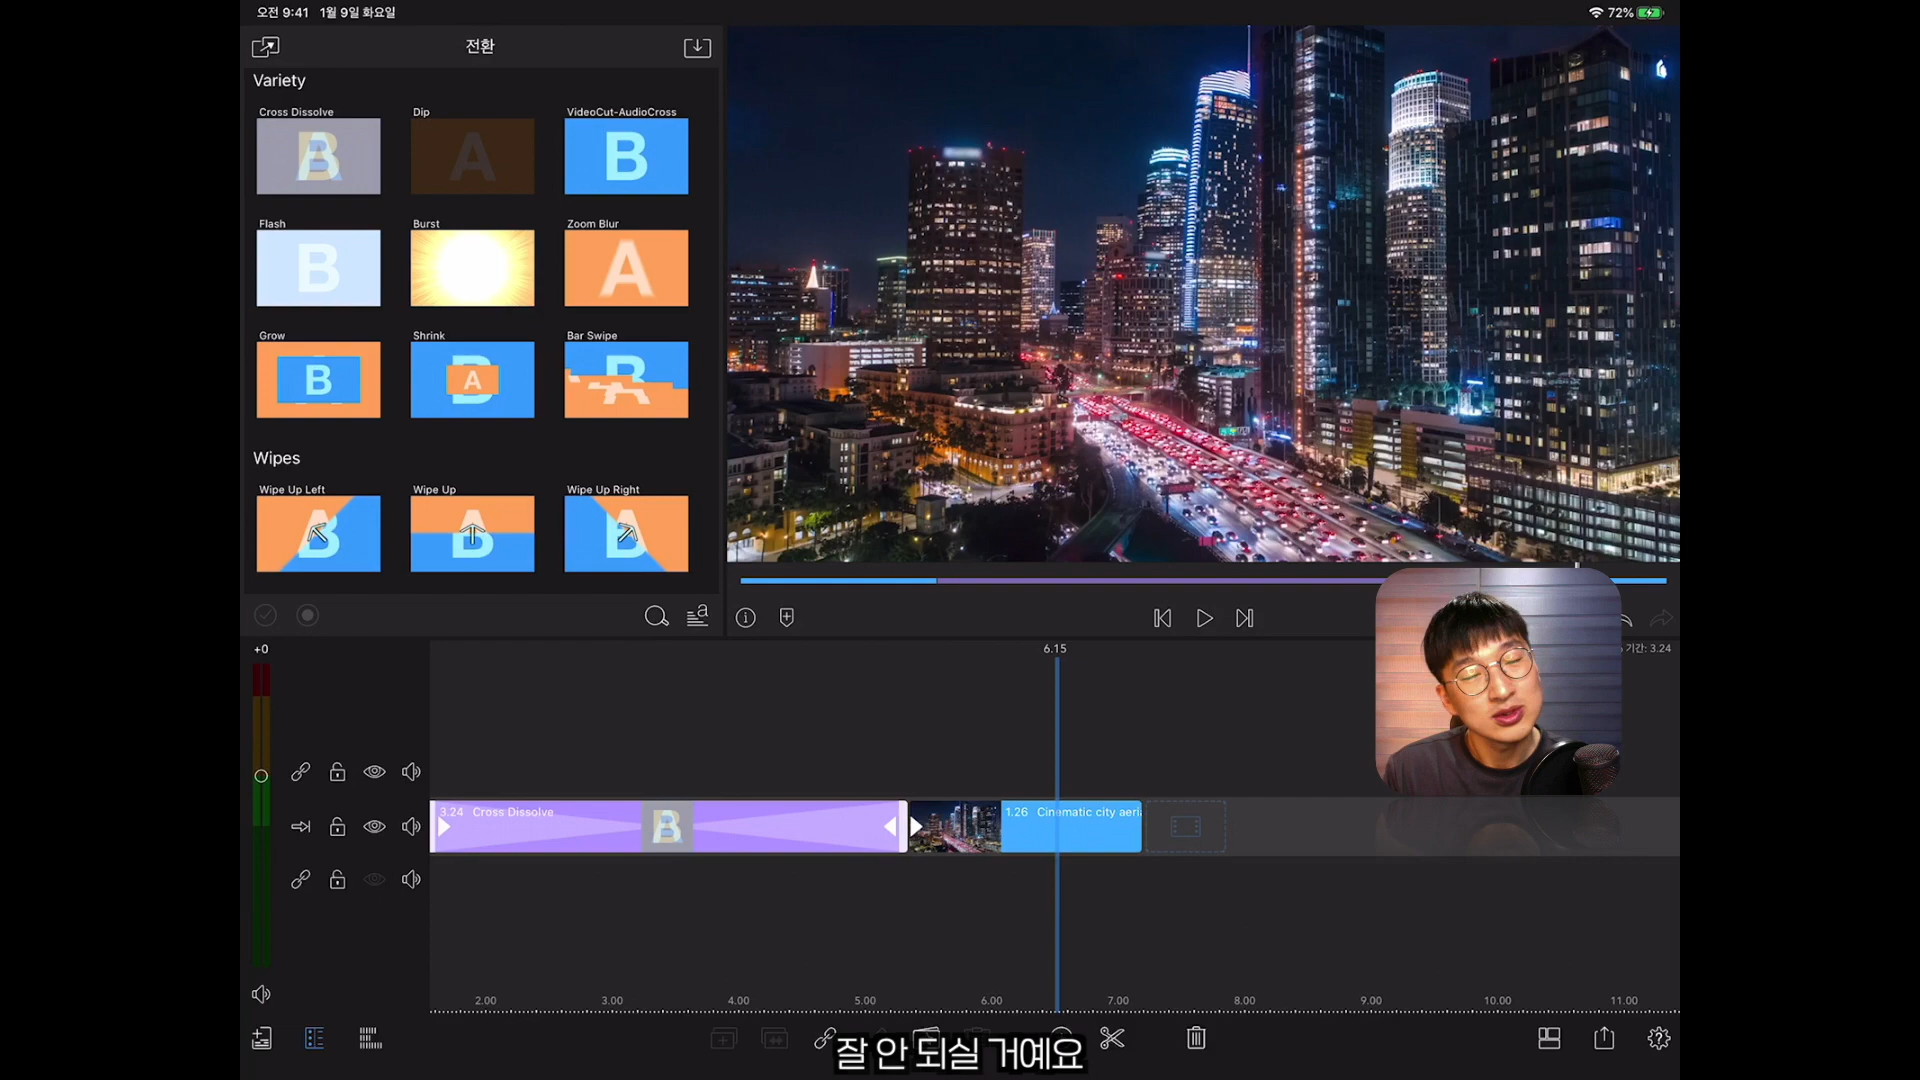 오전 9:41 1월 9일 화요일
72%
전환
Variety
Cross Dissolve
Dip
VideoCut-AudioCross
B
A
B
Flash
Burst
Zoom Blur
B
A
Grow
Shrink
Bar Swipe
B
A
B
Wipes
Wipe Up Left
Wipe Up
Wipe Up Right
B
+0
6.15
기간: 3.24
3.24 Cross Dissolve
1.26 Cinematic city aeri
2.00
3.00
4.00
5.00
6.00
7.00
8.00
9.00
10.00
11.00
잘 안 되실 거예요